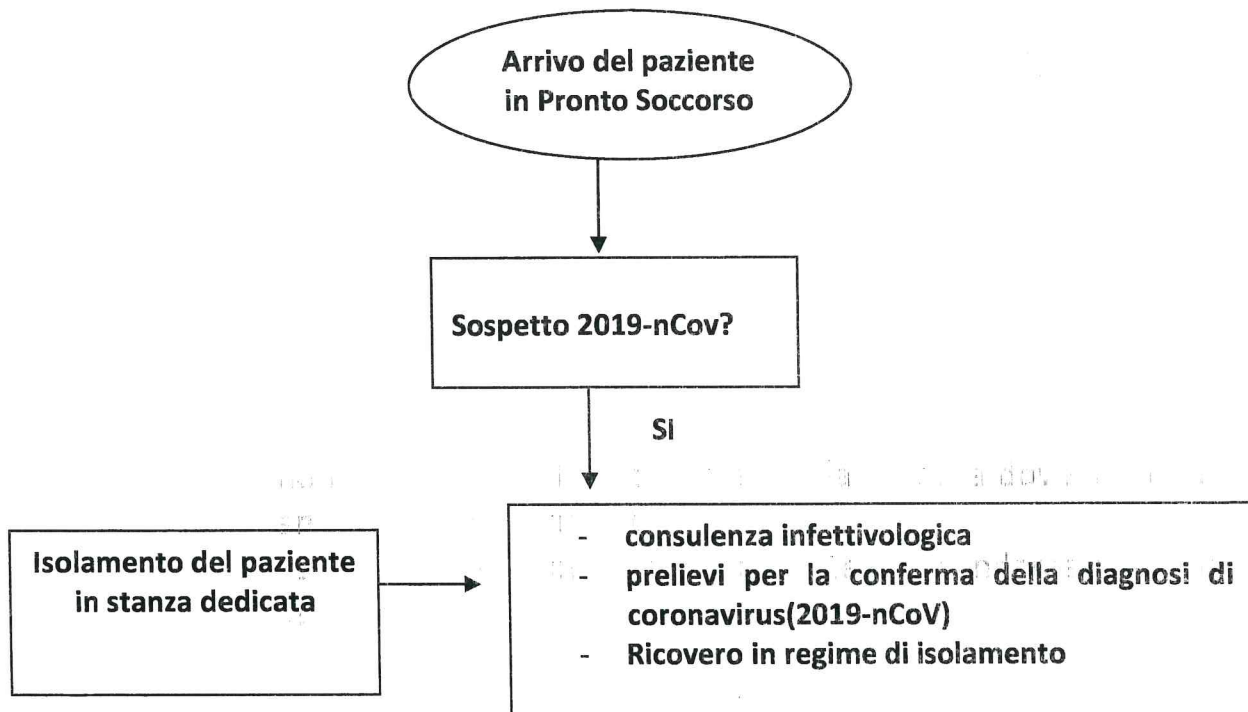 Arrivo del paziente
in Pronto Soccorso
Sospetto 2019-nCov?
Si
Isolamento del paziente
in stanza dedicata
- consulenza infettivologica
- prelievi per la conferma della diagnosi di
coronavirus(2019-nCoV)
- Ricovero in regime di isolamento